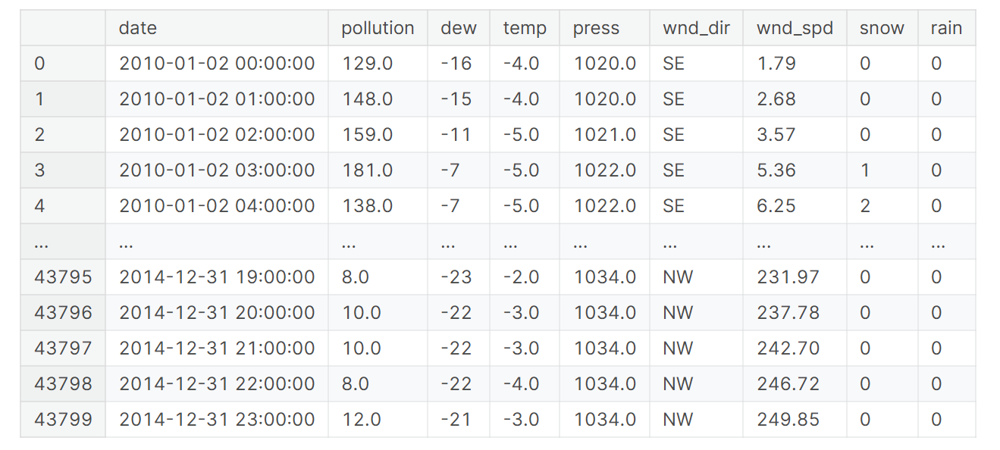 date pollution dew temp press wnd_dir wnd_spd snow rain
0 2010-01-02 00:00:00 129.0 -16 -4.0 1020.0 SE 1.79 0 0
1 2010-01-02 01:00:00 148.0 -15 -4.0 1020.0 SE 2.68 0 0
2 2010-01-02 02:00:00 159.0 -11 -5.0 1021.0 SE 3.57 0 0
3 2010-01-02 03:00:00 181.0 -7 -5.0 1022.0 SE 5.36 1 0
4 2010-01-02 04:00:00 138.0 -7 -5.0 1022.0 SE 6.25 2 0
... ... ... ... ... ... ... ... ... ...
43795 2014-12-31 19:00:00 8.0 -23 -2.0 1034.0 NW 231.97 0 0
43796 2014-12-31 20:00:00 10.0 -22 -3.0 1034.0 NW 237.78 0 0
43797 2014-12-31 21:00:00 10.0 -22 -3.0 1034.0 NW 242.70 0 0
43798 2014-12-31 22:00:00 8.0 -22 -4.0 1034.0 NW 246.72 0 0
43799 2014-12-31 23:00:00 12.0 -21 -3.0 1034.0 NW 249.85 0 0